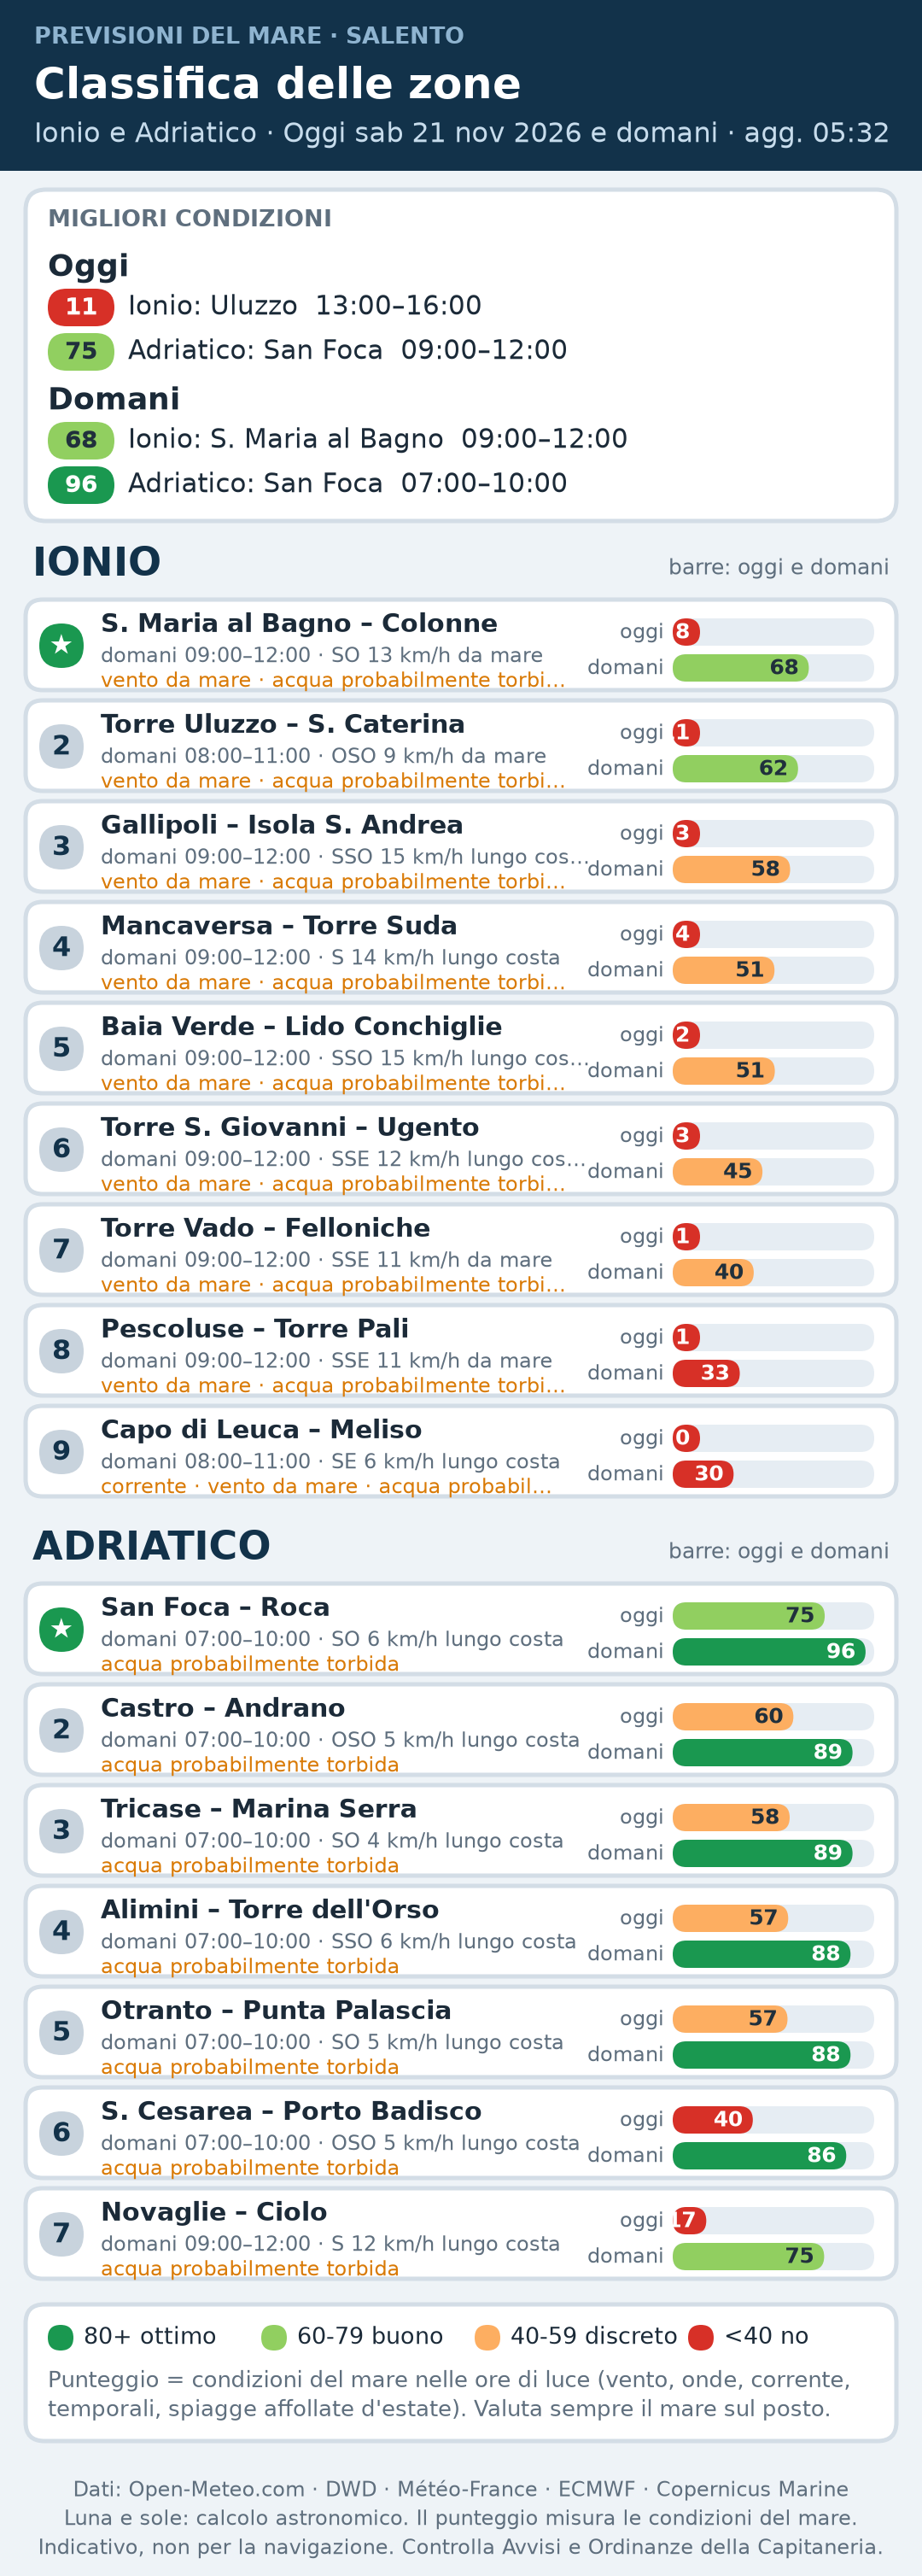 PREVISIONI DEL MARE · SALENTO
Classifica delle zone
Ionio e Adriatico · Oggi sab 21 nov 2026 e domani · agg. 05:32
MIGLIORI CONDIZIONI
Oggi
11 Ionio: Uluzzo 13:00–16:00
75 Adriatico: San Foca 09:00–12:00
Domani
68 Ionio: S. Maria al Bagno 09:00–12:00
96 Adriatico: San Foca 07:00–10:00
IONIO barre: oggi e domani
★ S. Maria al Bagno – Colonne oggi 8
domani 09:00–12:00 · SO 13 km/h da mare domani 68
vento da mare · acqua probabilmente torbi…
2 Torre Uluzzo – S. Caterina oggi 1
domani 08:00–11:00 · OSO 9 km/h da mare domani 62
vento da mare · acqua probabilmente torbi…
3 Gallipoli – Isola S. Andrea oggi 3
domani 09:00–12:00 · SSO 15 km/h lungo cos… domani 58
vento da mare · acqua probabilmente torbi…
4 Mancaversa – Torre Suda oggi 4
domani 09:00–12:00 · S 14 km/h lungo costa domani 51
vento da mare · acqua probabilmente torbi…
5 Baia Verde – Lido Conchiglie oggi 2
domani 09:00–12:00 · SSO 15 km/h lungo cos… domani 51
vento da mare · acqua probabilmente torbi…
6 Torre S. Giovanni – Ugento oggi 3
domani 09:00–12:00 · SSE 12 km/h lungo cos… domani 45
vento da mare · acqua probabilmente torbi…
7 Torre Vado – Felloniche oggi 1
domani 09:00–12:00 · SSE 11 km/h da mare domani 40
vento da mare · acqua probabilmente torbi…
8 Pescoluse – Torre Pali oggi 1
domani 09:00–12:00 · SSE 11 km/h da mare domani 33
vento da mare · acqua probabilmente torbi…
9 Capo di Leuca – Meliso oggi 0
domani 08:00–11:00 · SE 6 km/h lungo costa domani 30
corrente · vento da mare · acqua probabil…
ADRIATICO barre: oggi e domani
★ San Foca – Roca oggi 75
domani 07:00–10:00 · SO 6 km/h lungo costa domani 96
acqua probabilmente torbida
2 Castro – Andrano oggi 60
domani 07:00–10:00 · OSO 5 km/h lungo costa domani 89
acqua probabilmente torbida
3 Tricase – Marina Serra oggi 58
domani 07:00–10:00 · SO 4 km/h lungo costa domani 89
acqua probabilmente torbida
4 Alimini – Torre dell'Orso oggi 57
domani 07:00–10:00 · SSO 6 km/h lungo costa domani 88
acqua probabilmente torbida
5 Otranto – Punta Palascia oggi 57
domani 07:00–10:00 · SO 5 km/h lungo costa domani 88
acqua probabilmente torbida
6 S. Cesarea – Porto Badisco oggi 40
domani 07:00–10:00 · OSO 5 km/h lungo costa domani 86
acqua probabilmente torbida
7 Novaglie – Ciolo oggi 17
domani 09:00–12:00 · S 12 km/h lungo costa domani 75
acqua probabilmente torbida
80+ ottimo 60-79 buono 40-59 discreto <40 no
Punteggio = condizioni del mare nelle ore di luce (vento, onde, corrente,
temporali, spiagge affollate d'estate). Valuta sempre il mare sul posto.
Dati: Open-Meteo.com · DWD · Météo-France · ECMWF · Copernicus Marine
Luna e sole: calcolo astronomico. Il punteggio misura le condizioni del mare.
Indicativo, non per la navigazione. Controlla Avvisi e Ordinanze della Capitaneria.